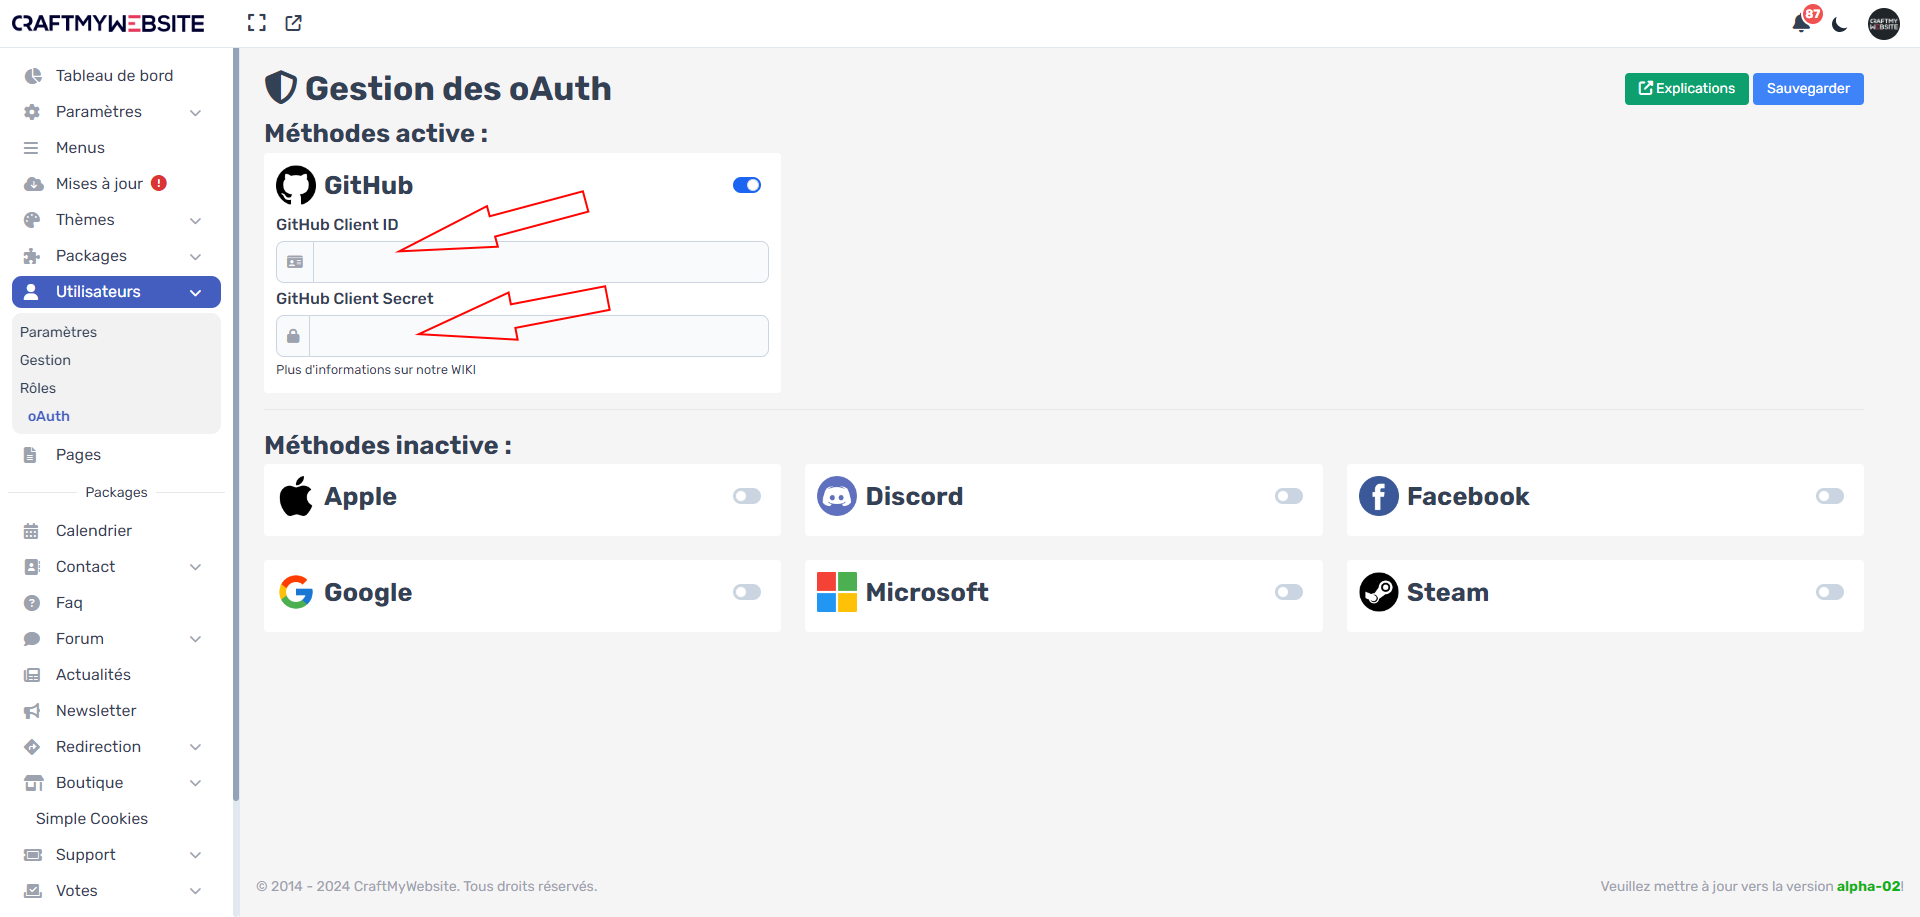 CRAFTMYWEBSITE
87
CRAFTMY
WEBSITE
Tableau de bord
Paramètres
Menus
Mises à jour
Thèmes
Packages
Utilisateurs
Paramètres
Gestion
Rôles
oAuth
Pages
Packages
Calendrier
Contact
Faq
Forum
Actualités
Newsletter
Redirection
Boutique
Simple Cookies
Support
Votes
Gestion des oAuth
Explications
Sauvegarder
Méthodes active :
GitHub
GitHub Client ID
GitHub Client Secret
Plus d'informations sur notre WIKI
Méthodes inactive :
Apple
Discord
Facebook
Google
Microsoft
Steam
© 2014 - 2024 CraftMyWebsite. Tous droits réservés.
Veuillez mettre à jour vers la version alpha-02!